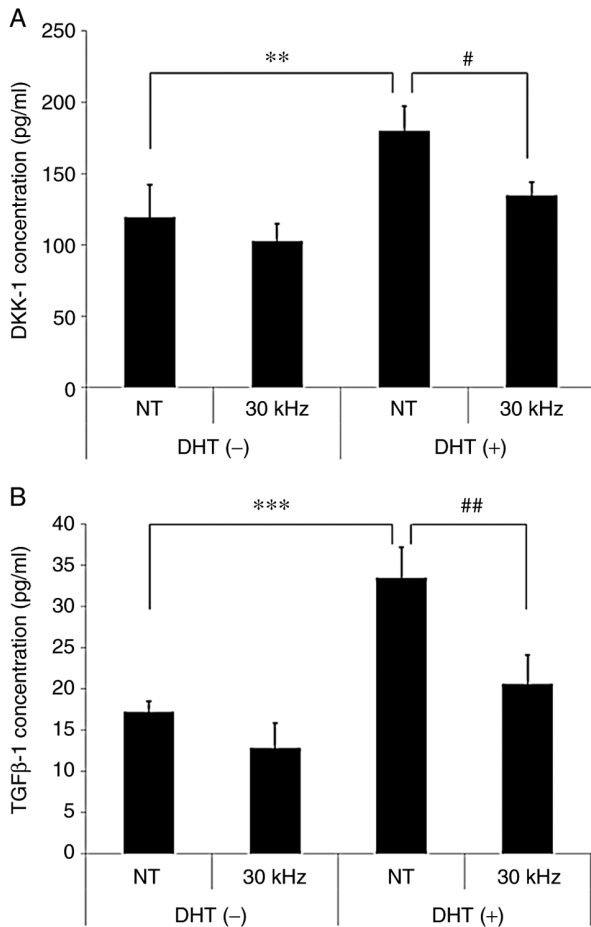 A
DKK-1 concentration (pg/ml)
250
200
150
100
50
0
**
#
NT
30 kHz
NT
30 kHz
DHT (−)
DHT (+)
B
TGFβ-1 concentration (pg/ml)
40
35
30
25
20
15
10
5
0
***
##
NT
30 kHz
NT
30 kHz
DHT (−)
DHT (+)